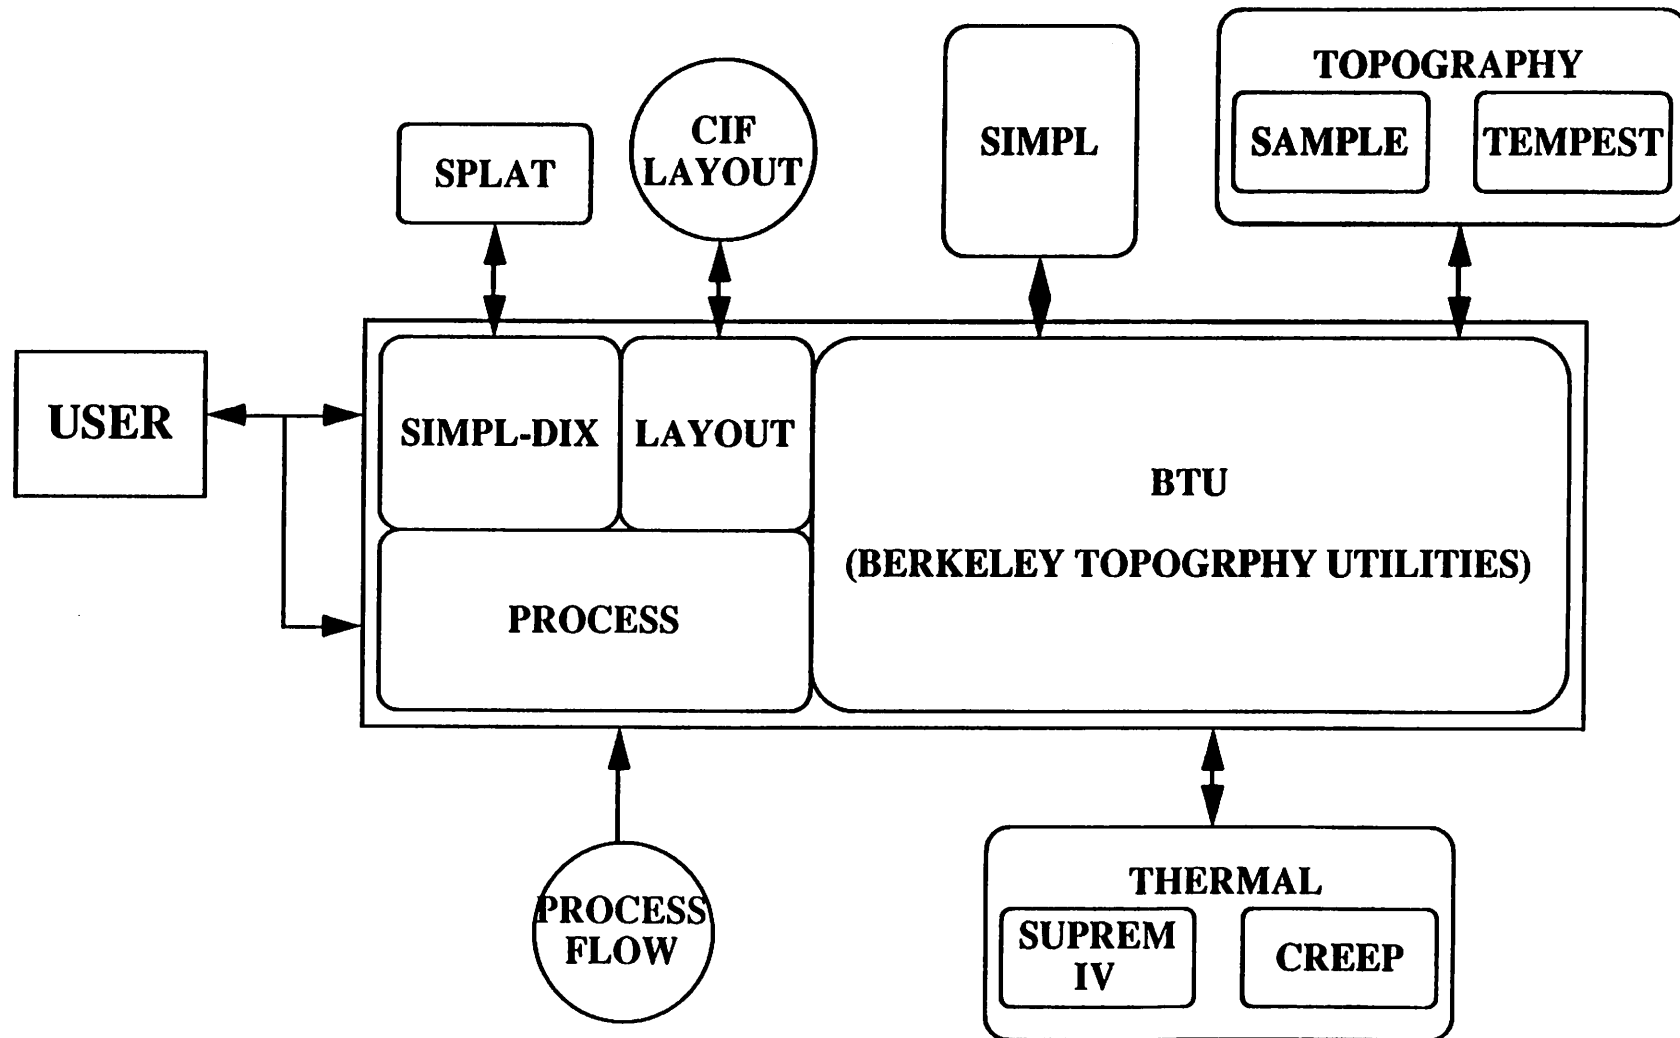 TOPOGRAPHY
SAMPLE
TEMPEST
SIMPL
CIF
LAYOUT
SPLAT
USER
SIMPL-DIX
LAYOUT
BTU
(BERKELEY TOPOGRPHY UTILITIES)
PROCESS
THERMAL
SUPREM
IV
CREEP
PROCESS
FLOW